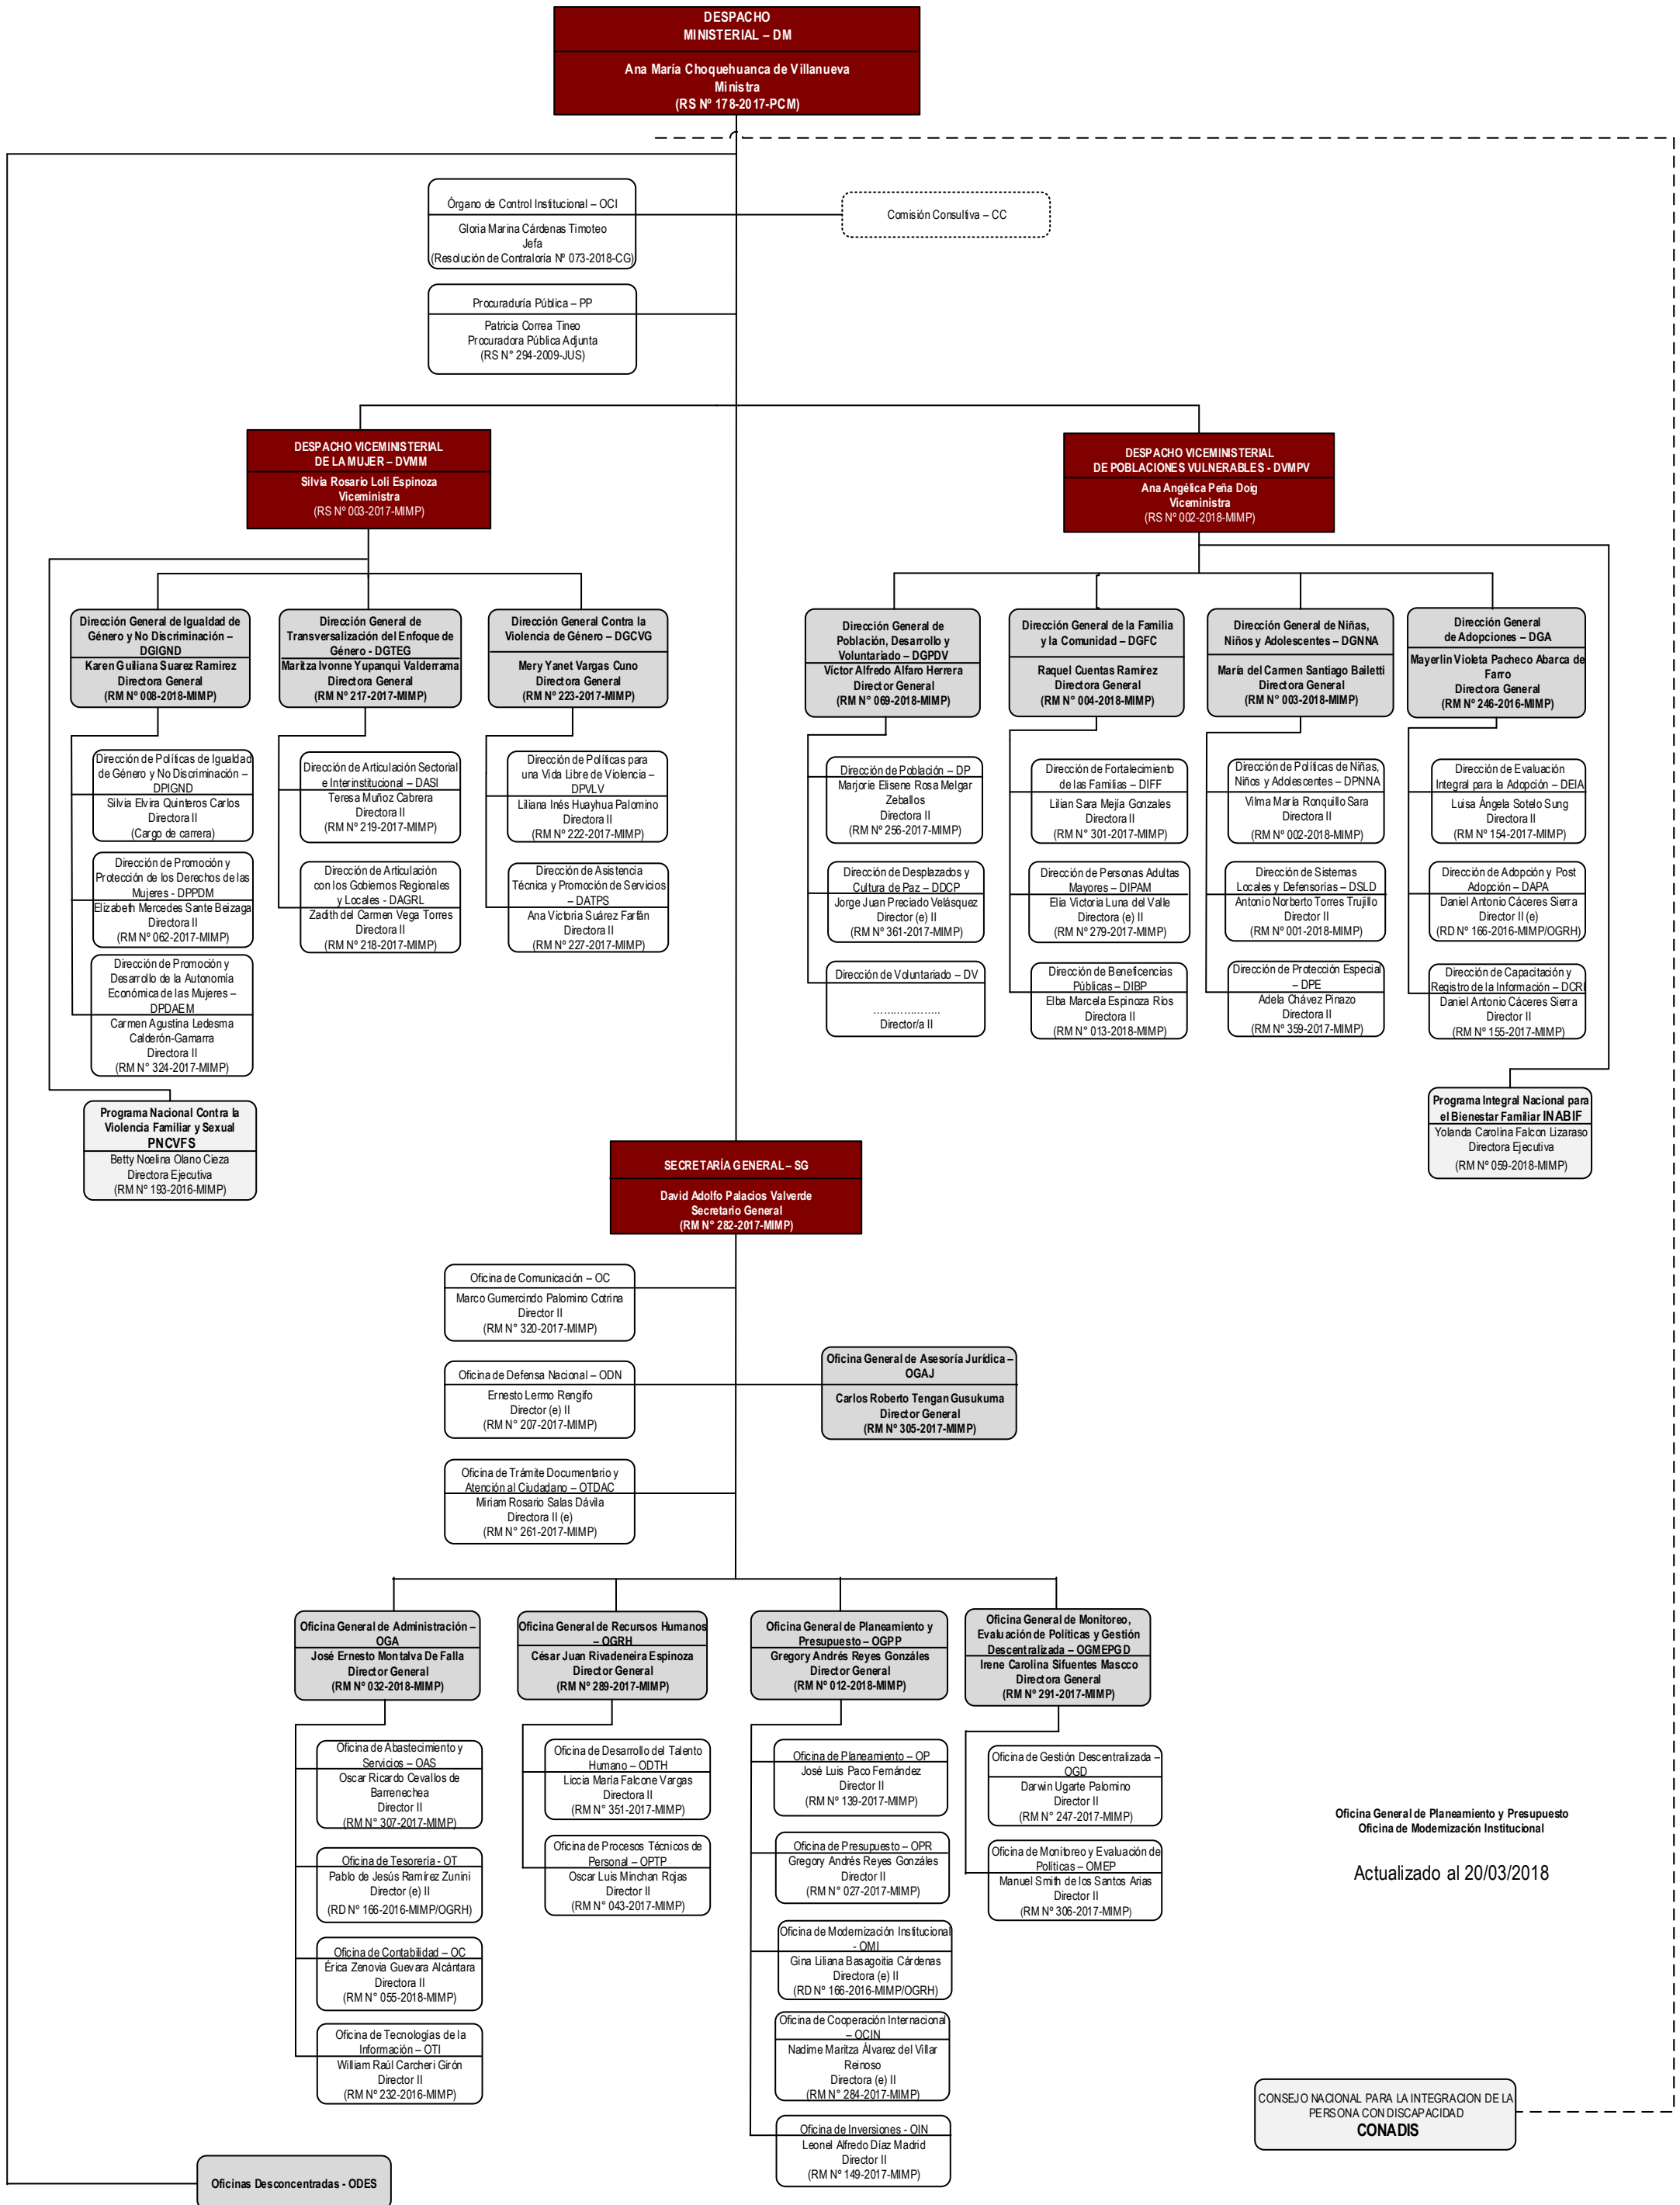 DESPACHO
MINISTERIAL – DM
Ana María Choquehuanca de Villanueva
Ministra
(RS Nº 178-2017-PCM)
Órgano de Control Institucional – OCI
Gloria Marina Cárdenas Timoteo
Jefa
(Resolución de Contraloría Nº 073-2018-CG)
Comisión Consultiva – CC
Procuraduría Pública – PP
Patricia Correa Tineo
Procuradora Pública Adjunta
(RS N° 294-2009-JUS)
DESPACHO VICEMINISTERIAL
DE LA MUJER – DVMM
Silvia Rosario Loli Espinoza
Viceministra
(RS Nº 003-2017-MIMP)
DESPACHO VICEMINISTERIAL
DE POBLACIONES VULNERABLES - DVMPV
Ana Angélica Peña Doig
Viceministra
(RS Nº 002-2018-MIMP)
Dirección General de Igualdad de
Género y No Discriminación –
DGIGND
Karen Guiliana Suarez Ramirez
Directora General
(RM Nº 008-2018-MIMP)
Dirección General de
Transversalización del Enfoque de
Género - DGTEG
Maritza Ivonne Yupanqui Valderrama
Directora General
(RM Nº 217-2017-MIMP)
Dirección General Contra la
Violencia de Género – DGCVG
Mery Yanet Vargas Cuno
Directora General
(RM Nº 223-2017-MIMP)
Dirección General de
Población, Desarrollo y
Voluntariado – DGPDV
Víctor Alfredo Alfaro Herrera
Director General
(RM N° 069-2018-MIMP)
Dirección General de la Familia
y la Comunidad – DGFC
Raquel Cuentas Ramírez
Directora General
(RM N° 004-2018-MIMP)
Dirección General de Niñas,
Niños y Adolescentes – DGNNA
María del Carmen Santiago Bailetti
Directora General
(RM N° 003-2018-MIMP)
Dirección General
de Adopciones – DGA
Mayerlin Violeta Pacheco Abarca de
Farro
Directora General
(RM Nº 246-2016-MIMP)
Dirección de Políticas de Igualdad
de Género y No Discriminación –
DPIGND
Silvia Elvira Quinteros Carlos
Directora II
(Cargo de carrera)
Dirección de Promoción y
Protección de los Derechos de las
Mujeres - DPPDM
Elizabeth Mercedes Sante Beizaga
Directora II
(RM N° 062-2017-MIMP)
Dirección de Promoción y
Desarrollo de la Autonomía
Económica de las Mujeres –
DPDAEM
Carmen Agustina Ledesma
Calderón-Gamarra
Directora II
(RM N° 324-2017-MIMP)
Dirección de Articulación Sectorial
e Interinstitucional – DASI
Teresa Muñoz Cabrera
Directora II
(RM N° 219-2017-MIMP)
Dirección de Articulación
con los Gobiernos Regionales
y Locales - DAGRL
Zadith del Carmen Vega Torres
Directora II
(RM Nº 218-2017-MIMP)
Dirección de Políticas para
una Vida Libre de Violencia –
DPVLV
Liliana Inés Huayhua Palomino
Directora II
(RM N° 222-2017-MIMP)
Dirección de Asistencia
Técnica y Promoción de Servicios
– DATPS
Ana Victoria Suárez Farfán
Directora II
(RM N° 227-2017-MIMP)
Dirección de Población – DP
Marjorie Elisene Rosa Melgar
Zeballos
Directora II
(RM N° 256-2017-MIMP)
Dirección de Desplazados y
Cultura de Paz – DDCP
Jorge Juan Preciado Velásquez
Director (e) II
(RM N° 361-2017-MIMP)
Dirección de Voluntariado – DV
………………..
Director/a II
Dirección de Fortalecimiento
de las Familias – DIFF
Lilian Sara Mejía Gonzales
Directora II
(RM N° 301-2017-MIMP)
Dirección de Personas Adultas
Mayores – DIPAM
Elia Victoria Luna del Valle
Directora (e) II
(RM N° 279-2017-MIMP)
Dirección de Beneficencias
Públicas – DIBP
Elba Marcela Espinoza Ríos
Directora II
(RM N° 013-2018-MIMP)
Dirección de Políticas de Niñas,
Niños y Adolescentes – DPNNA
Vilma María Ronquillo Sara
Directora II
(RM N° 002-2018-MIMP)
Dirección de Sistemas
Locales y Defensorías – DSLD
Antonio Norberto Torres Trujillo
Director II
(RM N° 001-2018-MIMP)
Dirección de Protección Especial
– DPE
Adela Chávez Pinazo
Directora II
(RM N° 359-2017-MIMP)
Dirección de Evaluación
Integral para la Adopción – DEIA
Luisa Ángela Sotelo Sung
Directora II
(RM N° 154-2017-MIMP)
Dirección de Adopción y Post
Adopción – DAPA
Daniel Antonio Cáceres Sierra
Director II (e)
(RD Nº 166-2016-MIMP/OGRH)
Dirección de Capacitación y
Registro de la Información – DCRI
Daniel Antonio Cáceres Sierra
Director II
(RM N° 155-2017-MIMP)
Programa Nacional Contra la
Violencia Familiar y Sexual
PNCVFS
Betty Noelina Olano Cieza
Directora Ejecutiva
(RM Nº 193-2016-MIMP)
Programa Integral Nacional para
el Bienestar Familiar INABIF
Yolanda Carolina Falcon Lizaraso
Directora Ejecutiva
(RM Nº 059-2018-MIMP)
SECRETARÍA GENERAL – SG
David Adolfo Palacios Valverde
Secretario General
(RM N° 282-2017-MIMP)
Oficina de Comunicación – OC
Marco Gumercindo Palomino Cotrina
Director II
(RM N° 320-2017-MIMP)
Oficina de Defensa Nacional – ODN
Ernesto Lermo Rengifo
Director (e) II
(RM N° 207-2017-MIMP)
Oficina General de Asesoría Jurídica –
OGAJ
Carlos Roberto Tengan Gusukuma
Director General
(RM Nº 305-2017-MIMP)
Oficina de Trámite Documentario y
Atención al Ciudadano – OTDAC
Miriam Rosario Salas Dávila
Directora II (e)
(RM N° 261-2017-MIMP)
Oficina General de Administración –
OGA
José Ernesto Montalva De Falla
Director General
(RM Nº 032-2018-MIMP)
Oficina General de Recursos Humanos
– OGRH
César Juan Rivadeneira Espinoza
Director General
(RM Nº 289-2017-MIMP)
Oficina General de Planeamiento y
Presupuesto – OGPP
Gregory Andrés Reyes Gonzáles
Director General
(RM Nº 012-2018-MIMP)
Oficina General de Monitoreo,
Evaluación de Políticas y Gestión
Descentralizada – OGMEPGD
Irene Carolina Sifuentes Mascco
Directora General
(RM N° 291-2017-MIMP)
Oficina de Abastecimiento y
Servicios – OAS
Oscar Ricardo Cevallos de
Barrenechea
Director II
(RM N° 307-2017-MIMP)
Oficina de Tesorería - OT
Pablo de Jesús Ramírez Zunini
Director (e) II
(RD Nº 166-2016-MIMP/OGRH)
Oficina de Contabilidad – OC
Érica Zenovia Guevara Alcántara
Directora II
(RM N° 055-2018-MIMP)
Oficina de Tecnologías de la
Información – OTI
William Raúl Carcheri Girón
Director II
(RM N° 232-2016-MIMP)
Oficina de Desarrollo del Talento
Humano – ODTH
Liccia María Falcone Vargas
Directora II
(RM N° 351-2017-MIMP)
Oficina de Procesos Técnicos de
Personal – OPTP
Oscar Luis Minchan Rojas
Director II
(RM N° 043-2017-MIMP)
Oficina de Planeamiento – OP
José Luis Paco Fernández
Director II
(RM N° 139-2017-MIMP)
Oficina de Presupuesto – OPR
Gregory Andrés Reyes Gonzáles
Director II
(RM N° 027-2017-MIMP)
Oficina de Modernización Institucional
- OMI
Gina Liliana Basagoitia Cárdenas
Directora (e) II
(RD Nº 166-2016-MIMP/OGRH)
Oficina de Cooperación Internacional
– OCIN
Nadime Maritza Álvarez del Villar
Reinoso
Directora (e) II
(RM N° 284-2017-MIMP)
Oficina de Inversiones - OIN
Leonel Alfredo Díaz Madrid
Director II
(RM N° 149-2017-MIMP)
Oficina de Gestión Descentralizada –
OGD
Darwin Ugarte Palomino
Director II
(RM N° 247-2017-MIMP)
Oficina de Monitoreo y Evaluación de
Políticas – OMEP
Manuel Smith de los Santos Arias
Director II
(RM N° 306-2017-MIMP)
Oficina General de Planeamiento y Presupuesto
Oficina de Modernización Institucional
Actualizado al 20/03/2018
CONSEJO NACIONAL PARA LA INTEGRACION DE LA
PERSONA CON DISCAPACIDAD
CONADIS
Oficinas Desconcentradas - ODES